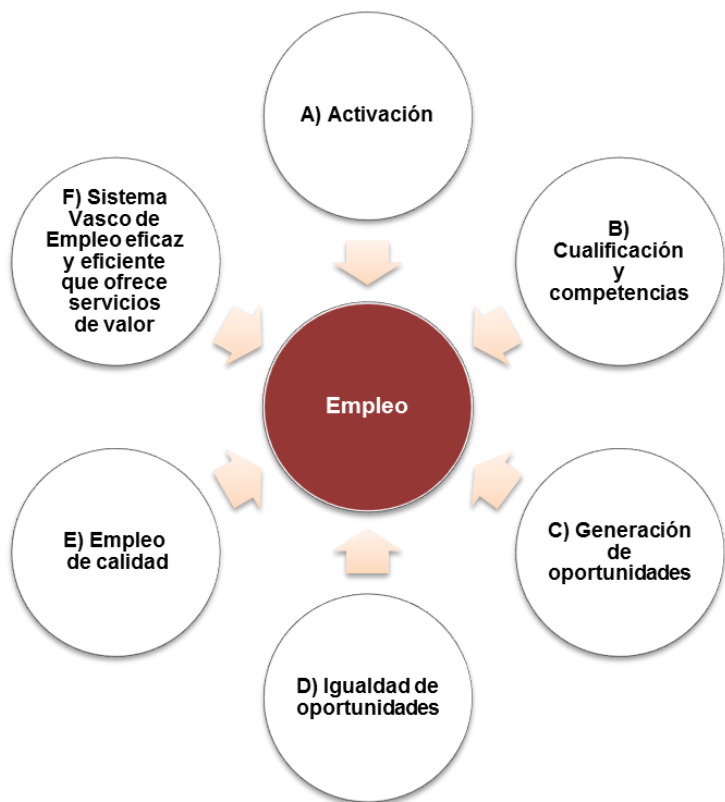 A) Activación
F) Sistema
Vasco de
Empleo eficaz
y eficiente
que ofrece
servicios
de valor
B)
Cualificación
y
competencias
Empleo
E) Empleo
de calidad
C) Generación
de
oportunidades
D) Igualdad de
oportunidades